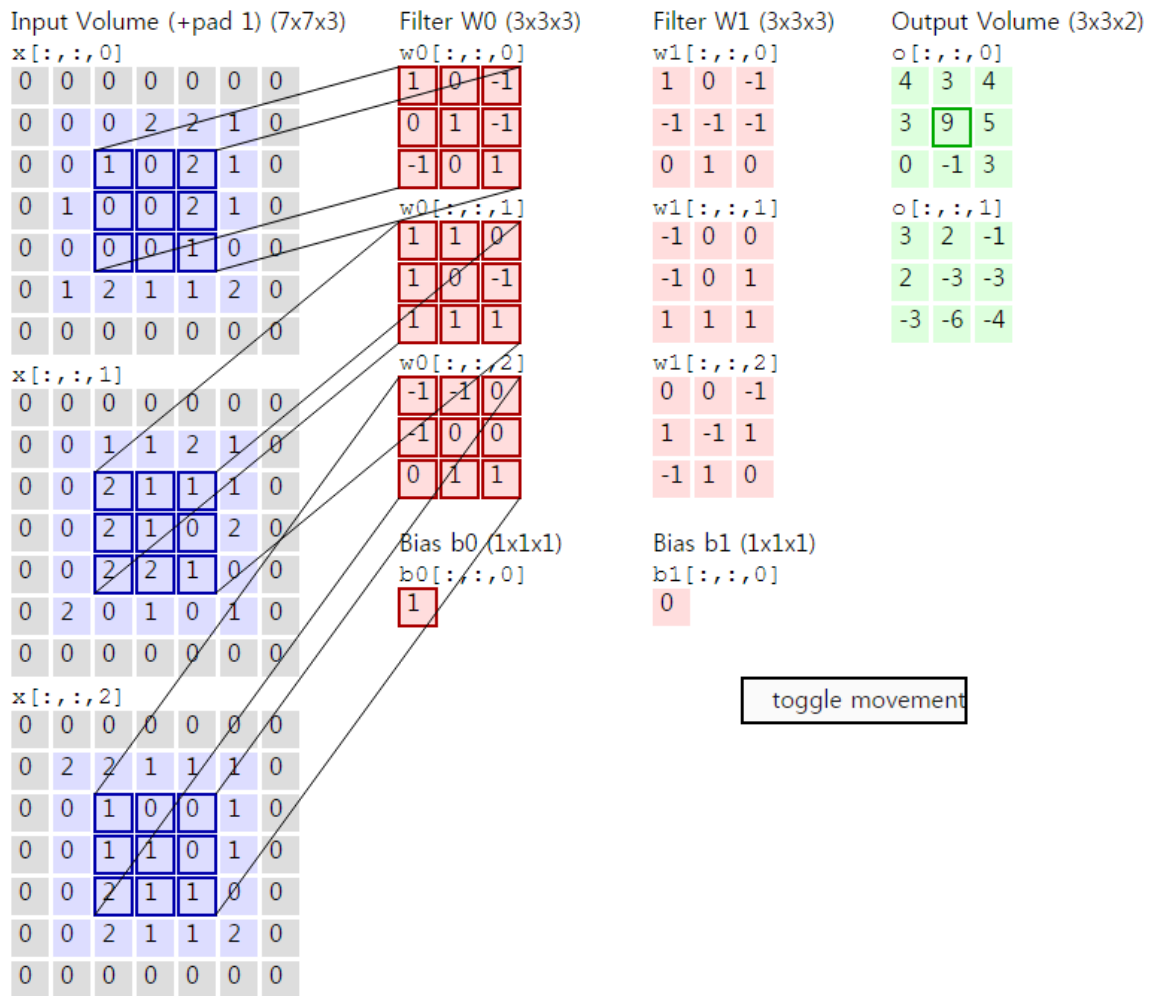 Input Volume (+pad 1) (7x7x3)
x[:,:,0]
0 0 0 0 0 0 0
0 0 0 2 2 1 0
0 0 1 0 2 1 0
0 1 0 0 2 1 0
0 0 0 0 1 0 0
0 1 2 1 1 2 0
0 0 0 0 0 0 0
x[:,:,1]
0 0 0 0 0 0 0
0 0 1 1 2 1 0
0 0 2 1 1 1 0
0 0 2 1 0 2 0
0 0 2 2 1 0 0
0 2 0 1 0 1 0
0 0 0 0 0 0 0
x[:,:,2]
0 0 0 0 0 0 0
0 2 2 1 1 1 0
0 0 1 0 0 1 0
0 0 1 1 0 1 0
0 0 2 1 1 0 0
0 0 2 1 1 2 0
0 0 0 0 0 0 0
Filter W0 (3x3x3)
w0[:,:,0]
1 0 -1
0 1 -1
-1 0 1
w0[:,:,1]
1 1 0
1 0 -1
1 1 1
w0[:,:,2]
-1 -1 0
-1 0 0
0 1 1
Bias b0 (1x1x1)
b0[:,:,0]
1
Filter W1 (3x3x3)
w1[:,:,0]
1 0 -1
-1 -1 -1
0 1 0
w1[:,:,1]
-1 0 0
-1 0 1
1 1 1
w1[:,:,2]
0 0 -1
1 -1 1
-1 1 0
Bias b1 (1x1x1)
b1[:,:,0]
0
Output Volume (3x3x2)
o[:,:,0]
4 3 4
3 9 5
0 -1 3
o[:,:,1]
3 2 -1
2 -3 -3
-3 -6 -4
toggle movement